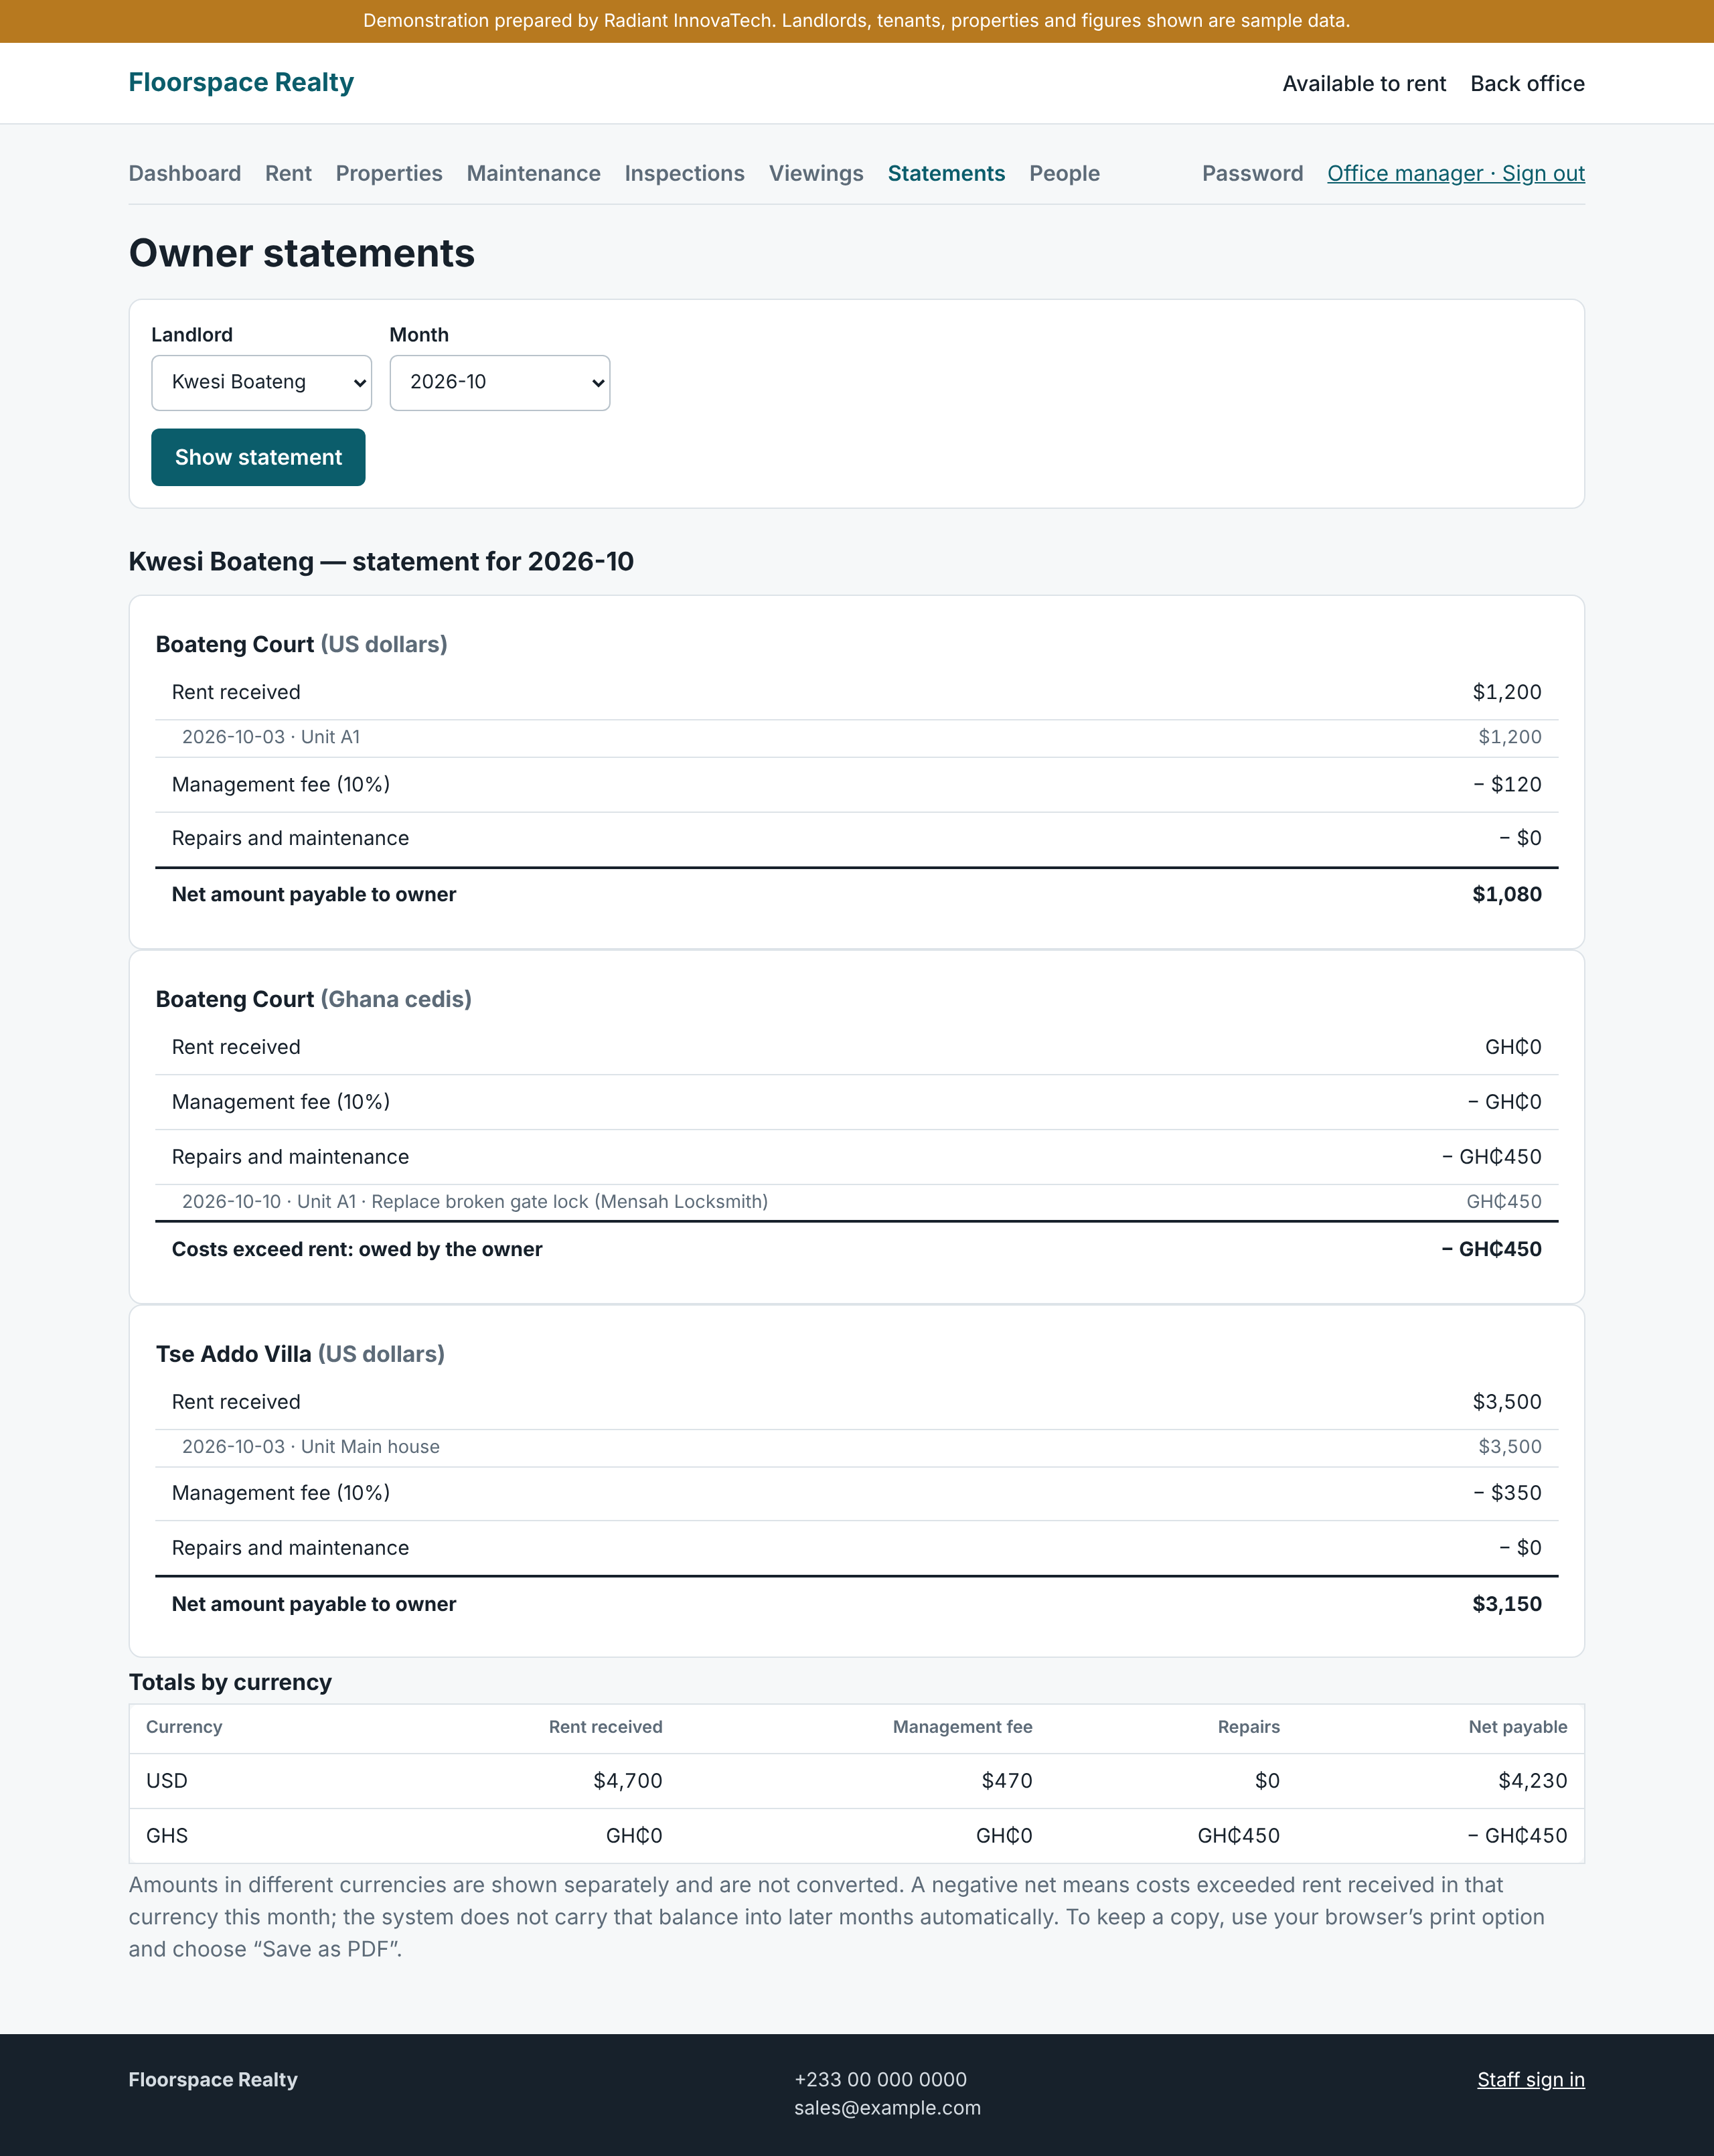 Demonstration prepared by Radiant InnovaTech. Landlords, tenants, properties and figures shown are sample data.
Floorspace Realty
Available to rent Back office
Dashboard Rent Properties Maintenance Inspections Viewings Statements People Password Office manager · Sign out
Owner statements
Landlord Month
Kwesi Boateng 2026-10
Show statement
Kwesi Boateng — statement for 2026-10
Boateng Court (US dollars)
Rent received $1,200
2026-10-03 · Unit A1 $1,200
Management fee (10%) − $120
Repairs and maintenance − $0
Net amount payable to owner $1,080
Boateng Court (Ghana cedis)
Rent received GH₵0
Management fee (10%) − GH₵0
Repairs and maintenance − GH₵450
2026-10-10 · Unit A1 · Replace broken gate lock (Mensah Locksmith) GH₵450
Costs exceed rent: owed by the owner − GH₵450
Tse Addo Villa (US dollars)
Rent received $3,500
2026-10-03 · Unit Main house $3,500
Management fee (10%) − $350
Repairs and maintenance − $0
Net amount payable to owner $3,150
Totals by currency
Currency Rent received Management fee Repairs Net payable
USD $4,700 $470 $0 $4,230
GHS GH₵0 GH₵0 GH₵450 − GH₵450
Amounts in different currencies are shown separately and are not converted. A negative net means costs exceeded rent received in that
currency this month; the system does not carry that balance into later months automatically. To keep a copy, use your browser’s print option
and choose “Save as PDF”.
Floorspace Realty +233 00 000 0000 Staff sign in
sales@example.com